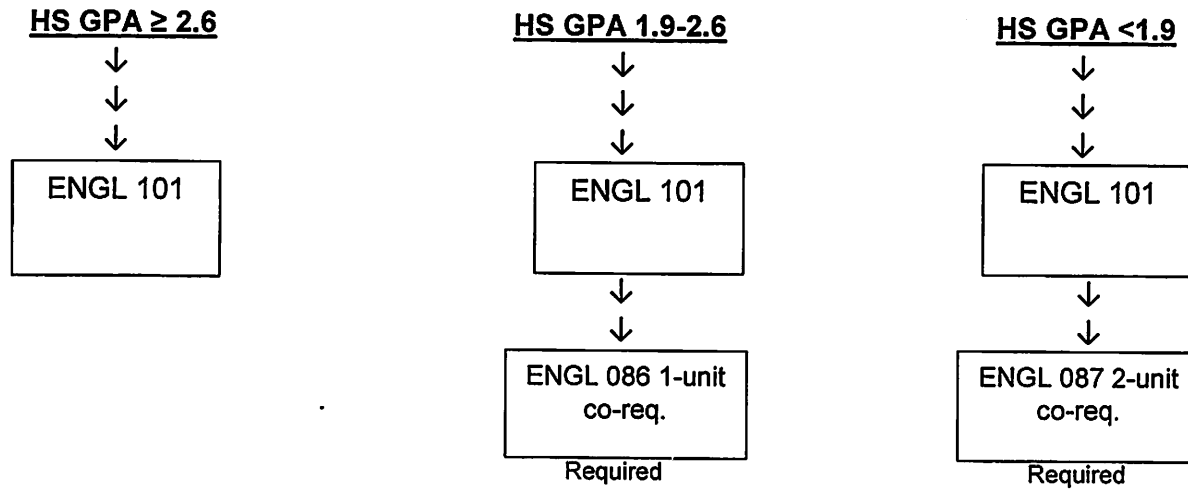 HS GPA ≥ 2.6
ENGL 101
HS GPA 1.9-2.6
ENGL 101
ENGL 086 1-unit
co-req.
Required
HS GPA <1.9
ENGL 101
ENGL 087 2-unit
co-req.
Required